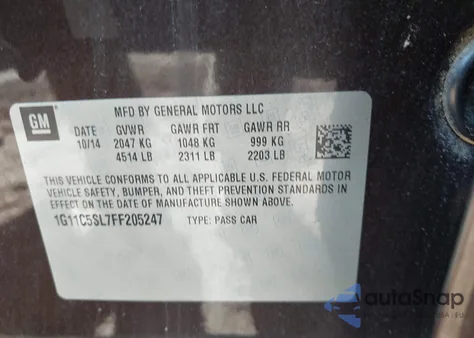 GM
MFD BY GENERAL MOTORS LLC
10/14
GVWR GAWR FRT GAWR RR
2047 KG 1048 KG 999 KG
4514 LB 2311 LB 2203 LB
THIS VEHICLE CONFORMS TO ALL APPLICABLE U.S. FEDERAL MOTOR
VEHICLE SAFETY, BUMPER, AND THEFT PREVENTION STANDARDS IN
EFFECT ON THE DATE OF MANUFACTURE SHOWN ABOVE.
1G11C5SL7FF205247 TYPE: PASS CAR
autoSnap